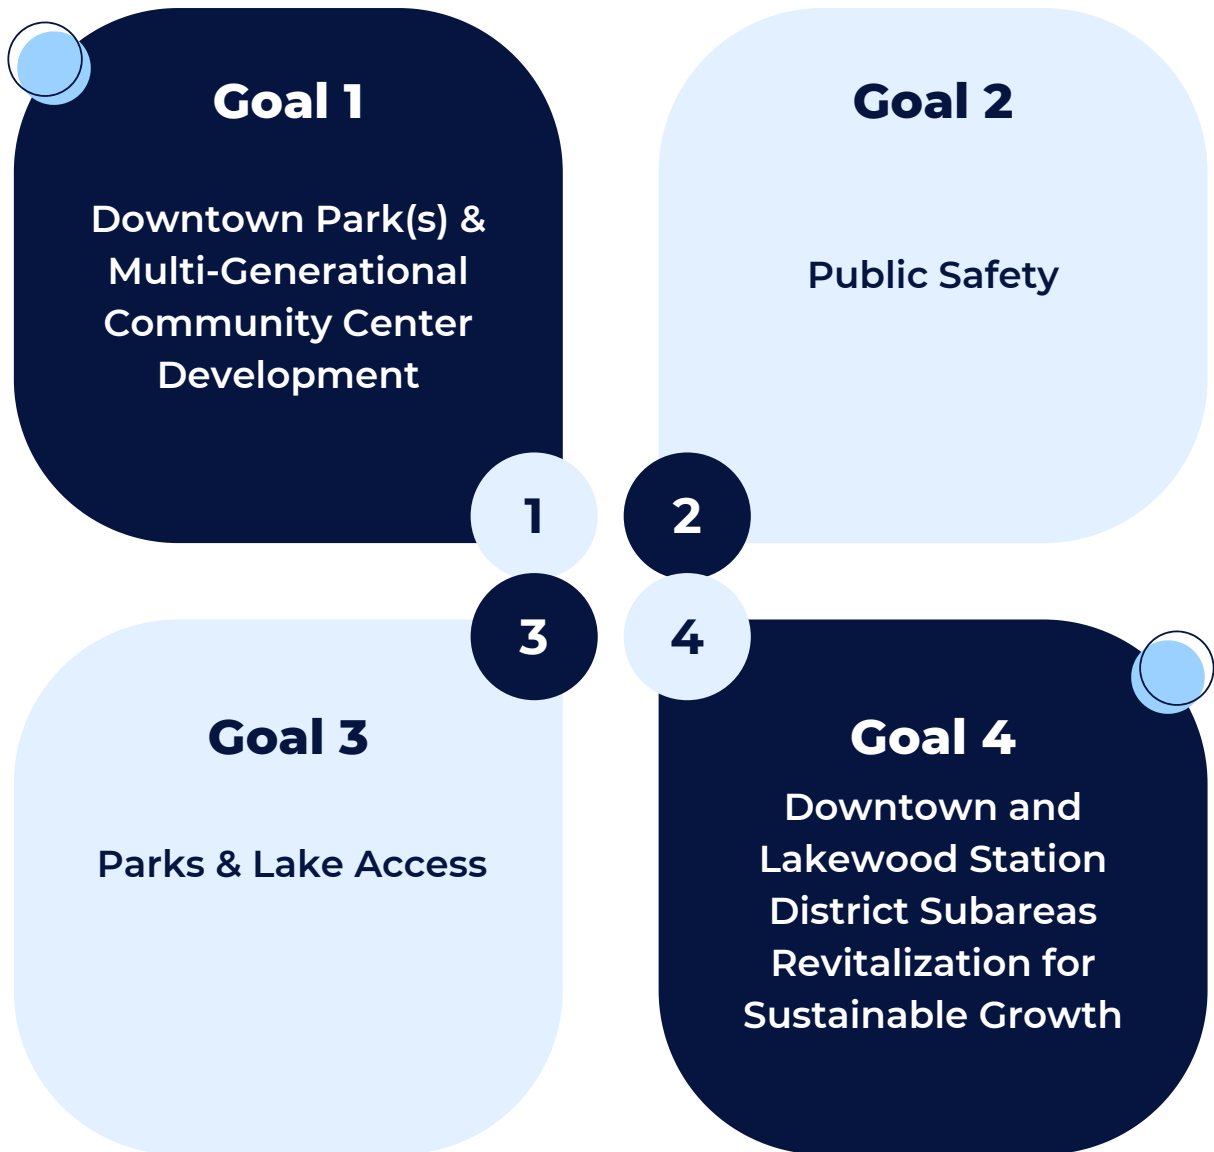 Goal 1
Downtown Park(s) &
Multi-Generational
Community Center
Development
1
Goal 2
Public Safety
2
3
Goal 3
Parks & Lake Access
4
Goal 4
Downtown and
Lakewood Station
District Subareas
Revitalization for
Sustainable Growth